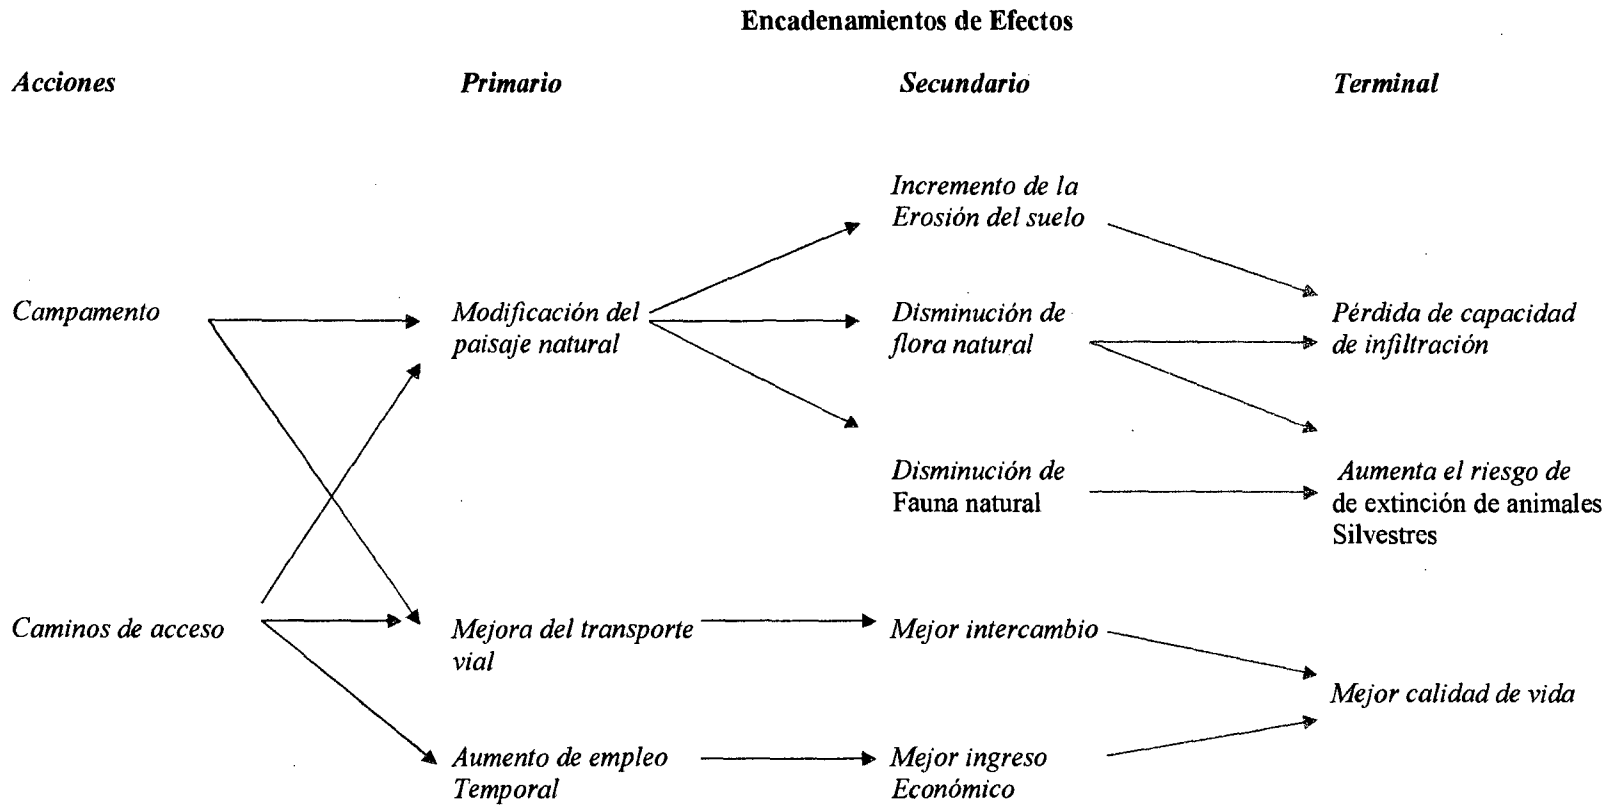 Encadenamientos de Efectos
Acciones
Primario
Secundario
Terminal
Incremento de la
Erosión del suelo
Campamento
Modificación del
paisaje natural
Disminución de
flora natural
Pérdida de capacidad
de infiltración
Disminución de
Fauna natural
Aumenta el riesgo de
de extinción de animales
Silvestres
Caminos de acceso
Mejora del transporte
vial
Mejor intercambio
Mejor calidad de vida
Aumento de empleo
Temporal
Mejor ingreso
Económico